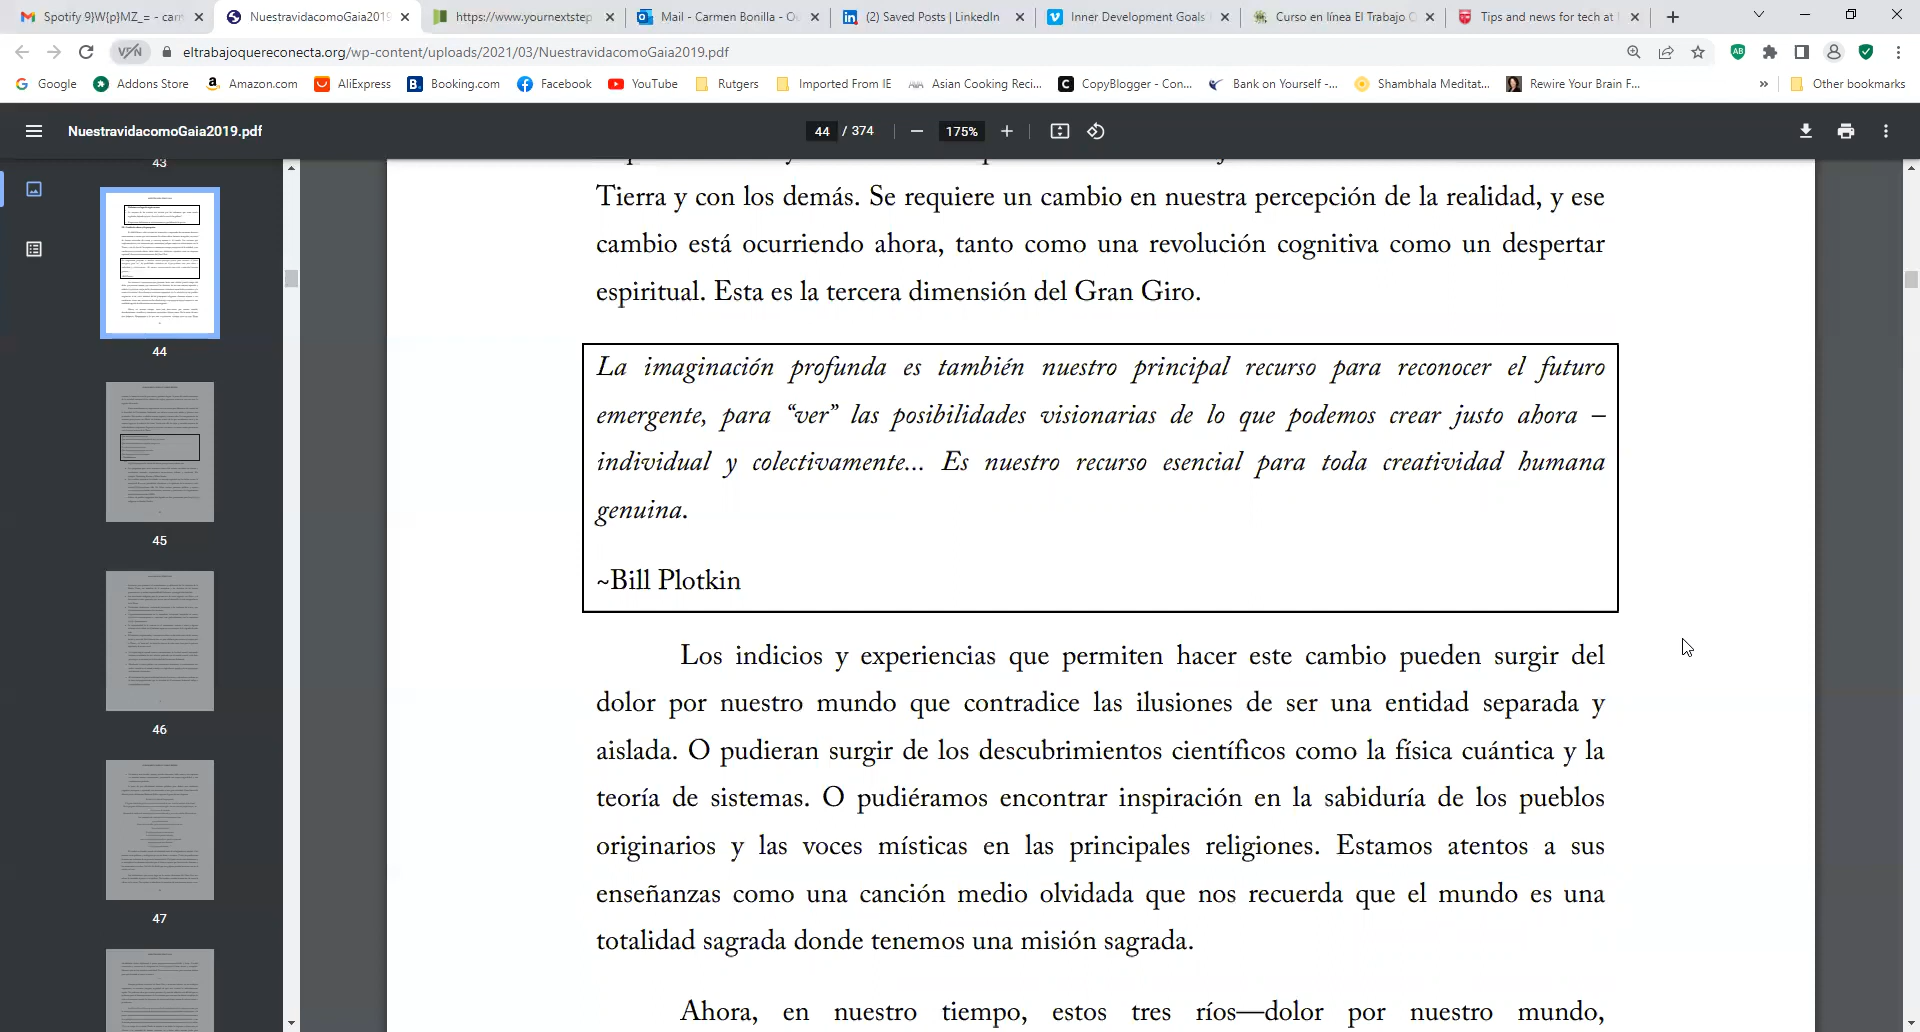 Spotify 9}W{p}MZ_= - carr
NuestravidacomoGaia2019
https://www.yournextstep
Mail - Carmen Bonilla - O
(2) Saved Posts | LinkedIn
Inner Development Goals
Curso en línea El Trabajo
Tips and news for tech at
VPN
eltrabajoquereconecta.org/wp-content/uploads/2021/03/NuestravidacomoGaia2019.pdf
Google
Addons Store
Amazon.com
AliExpress
Booking.com
Facebook
YouTube
Rutgers
Imported From IE
Asian Cooking Reci...
CopyBlogger - Con...
Bank on Yourself -...
Shambhala Meditat...
Rewire Your Brain F...
»
Other bookmarks
NuestravidacomoGaia2019.pdf
44 / 374
175%
43
44
45
46
47
Tierra y con los demás. Se requiere un cambio en nuestra percepción de la realidad, y ese
cambio está ocurriendo ahora, tanto como una revolución cognitiva como un despertar
espiritual. Esta es la tercera dimensión del Gran Giro.
La imaginación profunda es también nuestro principal recurso para reconocer el futuro
emergente, para “ver” las posibilidades visionarias de lo que podemos crear justo ahora –
individual y colectivamente... Es nuestro recurso esencial para toda creatividad humana
genuina.
~Bill Plotkin
Los indicios y experiencias que permiten hacer este cambio pueden surgir del
dolor por nuestro mundo que contradice las ilusiones de ser una entidad separada y
aislada. O pudieran surgir de los descubrimientos científicos como la física cuántica y la
teoría de sistemas. O pudiéramos encontrar inspiración en la sabiduría de los pueblos
originarios y las voces místicas en las principales religiones. Estamos atentos a sus
enseñanzas como una canción medio olvidada que nos recuerda que el mundo es una
totalidad sagrada donde tenemos una misión sagrada.
Ahora, en nuestro tiempo, estos tres ríos—dolor por nuestro mundo,